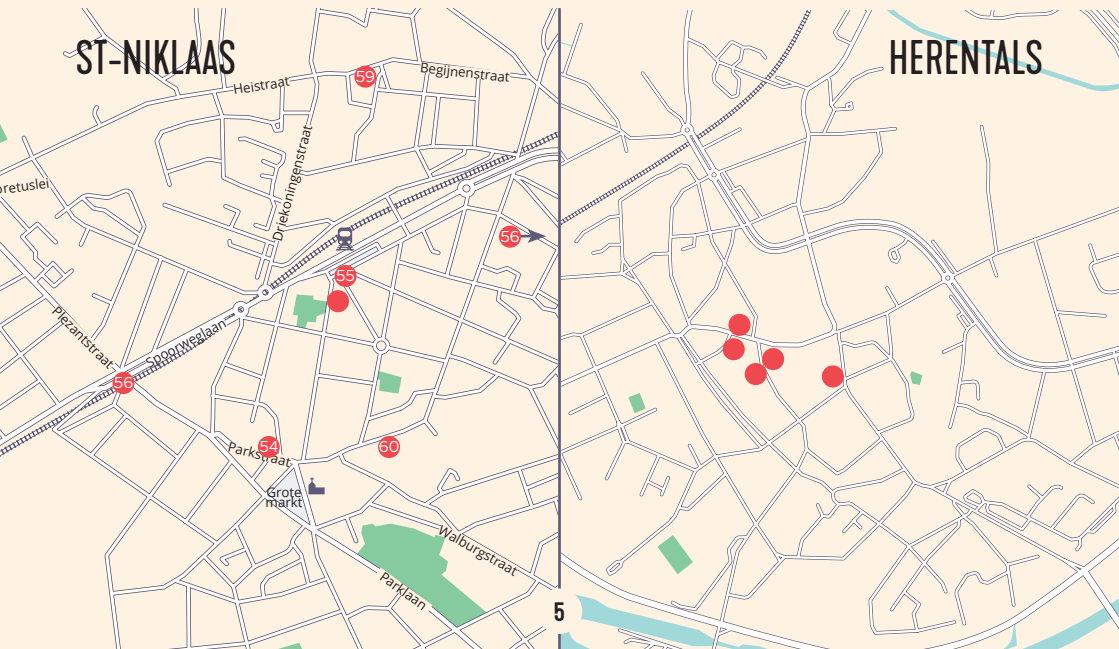 ST-NIKLAAS
HERENTALS
59
Begijnenstraat
Heistraat
Driekoningenstraat
oretuslei
56
55
Plezantstraat
Spoorweglaan
56
54
Parkstraat
60
Grote
markt
Walburgstraat
Parklaan
5